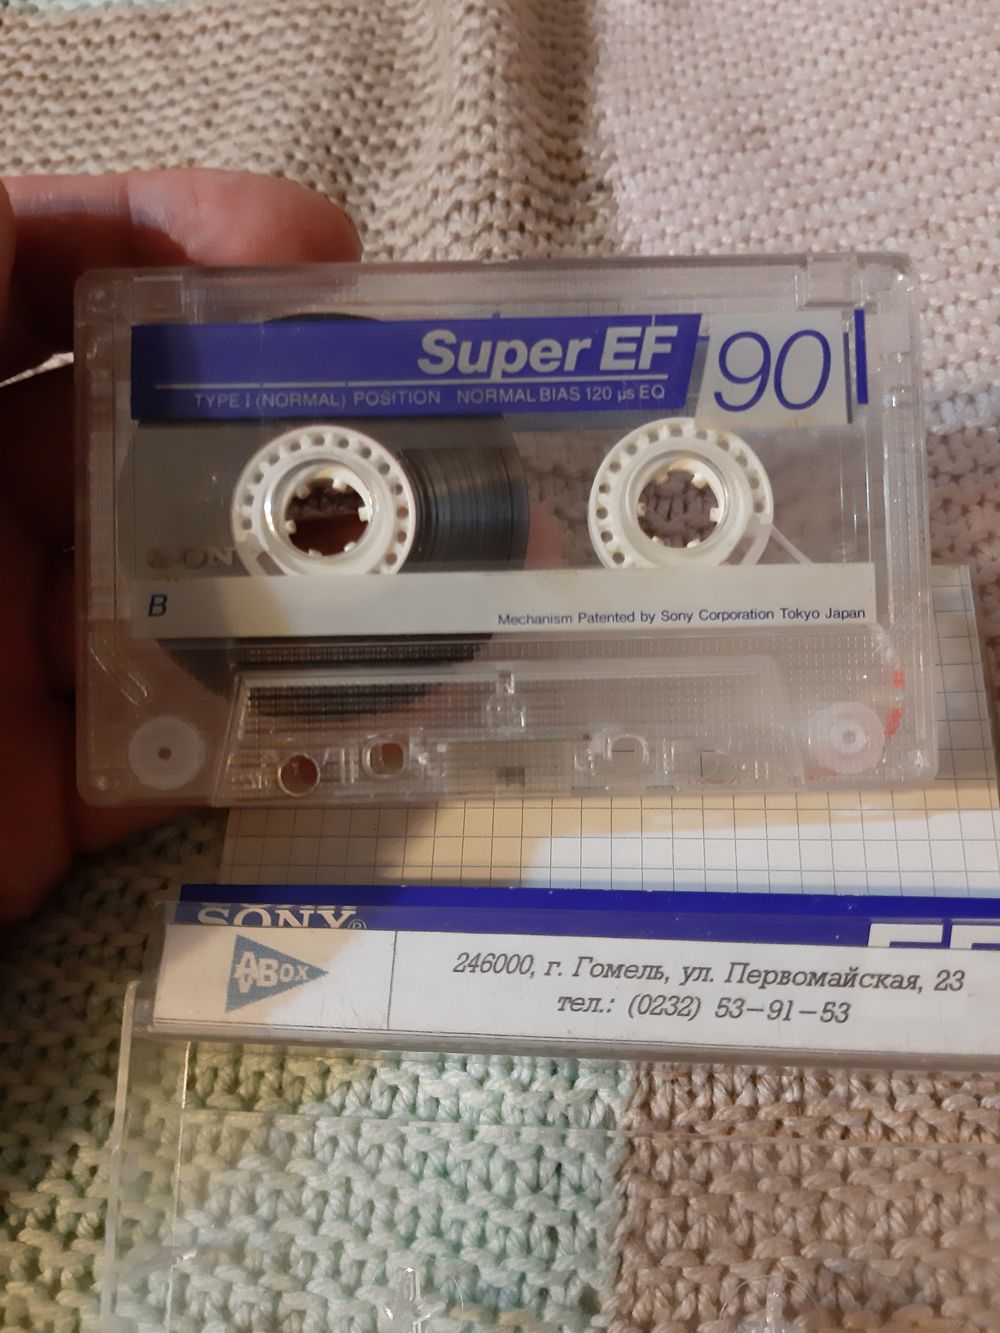 Super EF
90
TYPE I (NORMAL) POSITION NORMAL BIAS 120 µs EQ
B
Mechanism Patented by Sony Corporation Tokyo Japan
SONY®
ABOX
246000, г. Гомель, ул. Первомайская, 23
тел.: (0232) 53-91-53